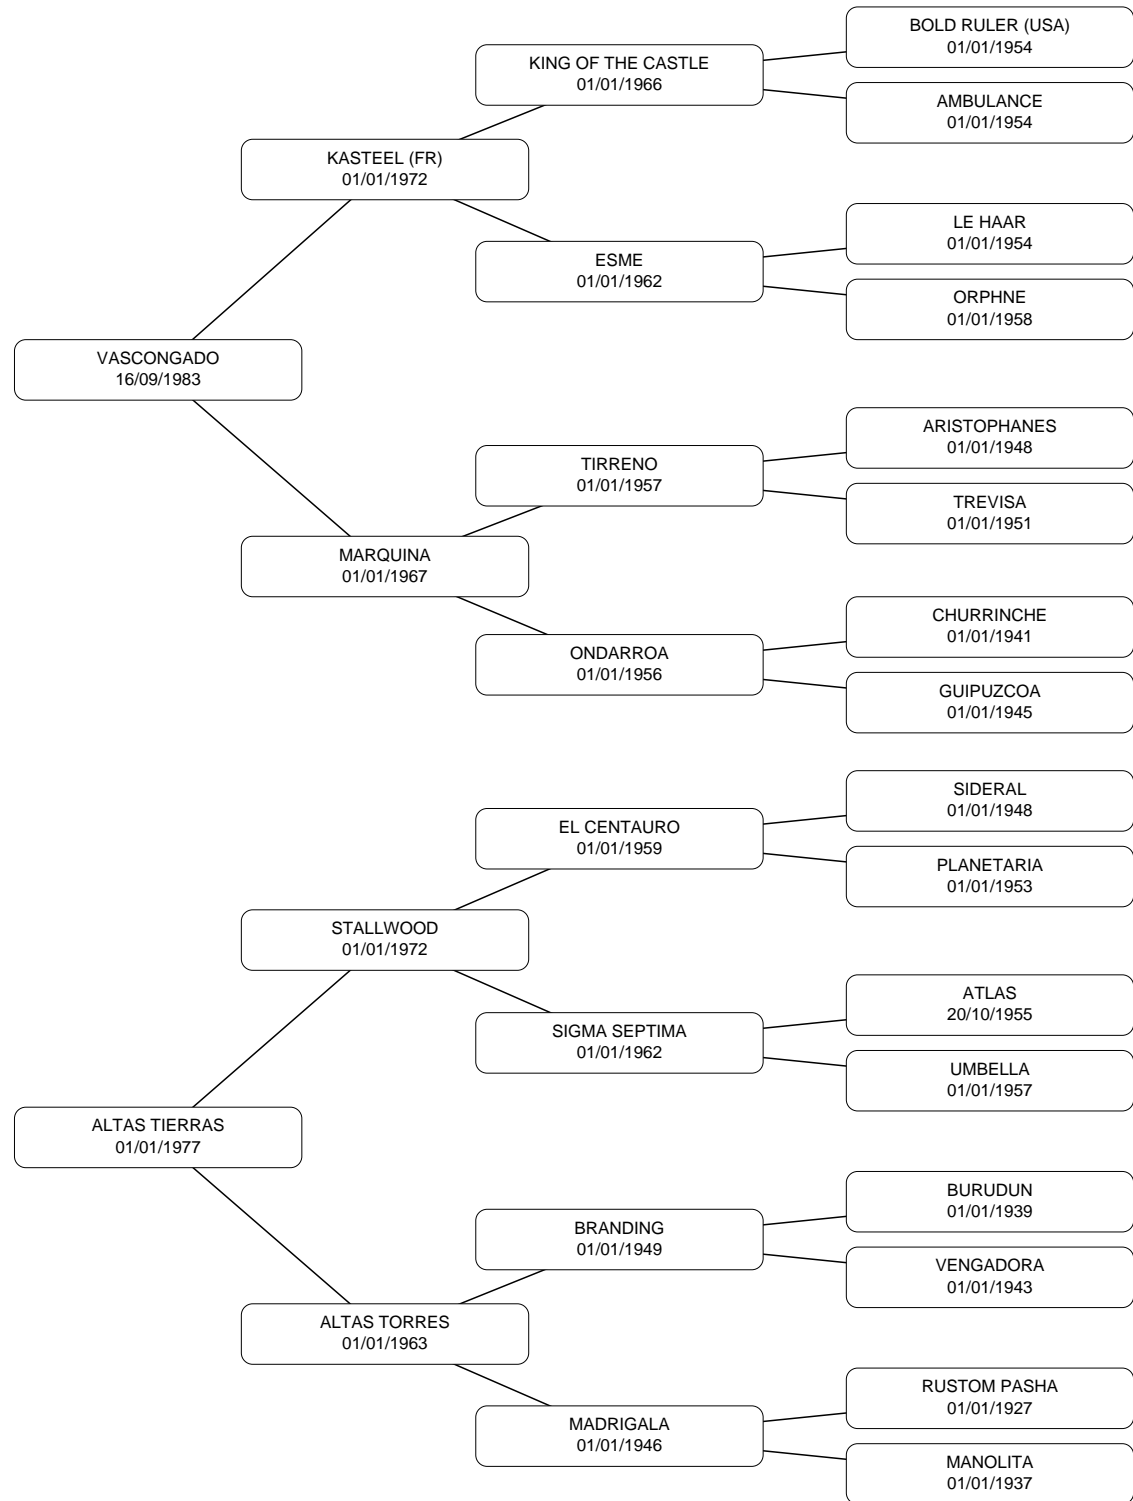 BOLD RULER (USA)
01/01/1954
KING OF THE CASTLE
01/01/1966
AMBULANCE
01/01/1954
KASTEEL (FR)
01/01/1972
LE HAAR
01/01/1954
ESME
01/01/1962
ORPHNE
01/01/1958
VASCONGADO
16/09/1983
ARISTOPHANES
01/01/1948
TIRRENO
01/01/1957
TREVISA
01/01/1951
MARQUINA
01/01/1967
CHURRINCHE
01/01/1941
ONDARROA
01/01/1956
GUIPUZCOA
01/01/1945
SIDERAL
01/01/1948
EL CENTAURO
01/01/1959
PLANETARIA
01/01/1953
STALLWOOD
01/01/1972
ATLAS
20/10/1955
SIGMA SEPTIMA
01/01/1962
UMBELLA
01/01/1957
ALTAS TIERRAS
01/01/1977
BURUDUN
01/01/1939
BRANDING
01/01/1949
VENGADORA
01/01/1943
ALTAS TORRES
01/01/1963
RUSTOM PASHA
01/01/1927
MADRIGALA
01/01/1946
MANOLITA
01/01/1937